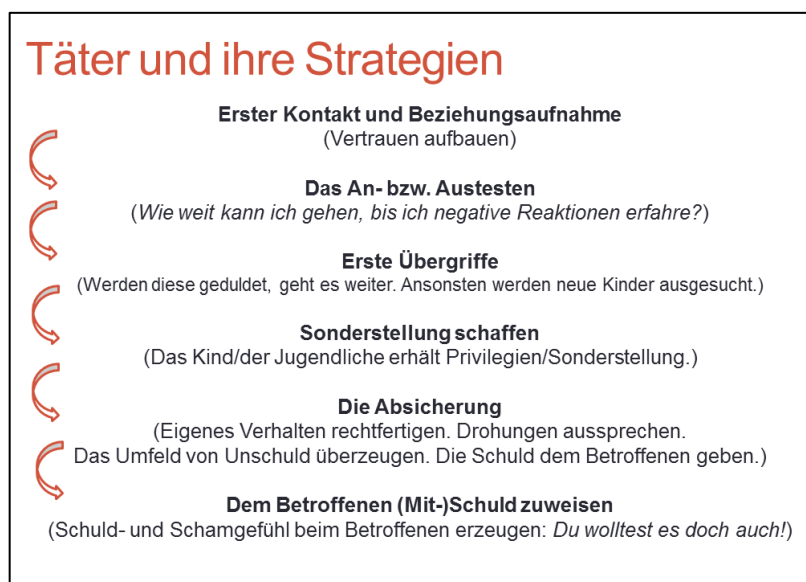 Täter und ihre Strategien
Erster Kontakt und Beziehungsaufnahme
(Vertrauen aufbauen)
Das An- bzw. Austesten
(Wie weit kann ich gehen, bis ich negative Reaktionen erfahre?)
Erste Übergriffe
(Werden diese geduldet, geht es weiter. Ansonsten werden neue Kinder ausgesucht.)
Sonderstellung schaffen
(Das Kind/der Jugendliche erhält Privilegien/Sonderstellung.)
Die Absicherung
(Eigenes Verhalten rechtfertigen. Drohungen aussprechen.
Das Umfeld von Unschuld überzeugen. Die Schuld dem Betroffenen geben.)
Dem Betroffenen (Mit-)Schuld zuweisen
(Schuld- und Schamgefühl beim Betroffenen erzeugen: Du wolltest es doch auch!)